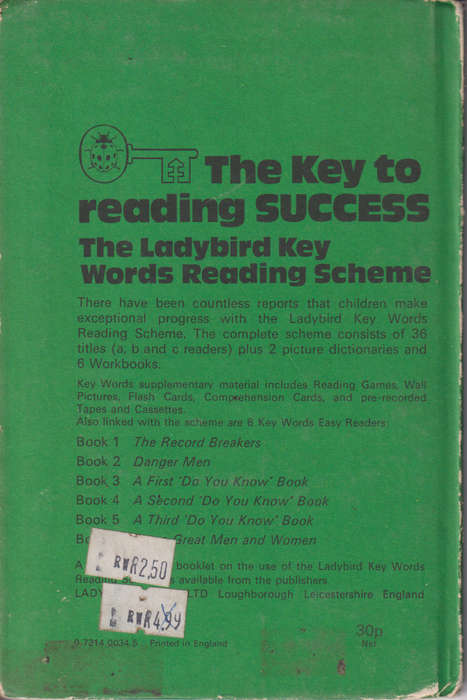 The Key to
reading SUCCESS
The Ladybird Key
Words Reading Scheme
There have been countless reports that children make
exceptional progress with the Ladybird Key Words
Reading Scheme. The complete scheme consists of 36
titles (a, b and c readers) plus 2 picture dictionaries and
6 Workbooks.
Key Words supplementary material includes Reading Games, Wall
Pictures, Flash Cards, Comprehension Cards, and pre-recorded
Tapes and Cassettes.
Also linked with the scheme are 6 Key Words Easy Readers:
Book 1 The Record Breakers
Book 2 Danger Men
Book 3 A First 'Do You Know' Book
Book 4 A Second 'Do You Know' Book
Book 5 A Third 'Do You Know' Book
Great Men and Women
RM2.50
A booklet on the use of the Ladybird Key Words
Reading is available from the publishers
LTD Loughborough Leicestershire England
RM4.99
0 7214 0034 5 Printed in England
30p
Net